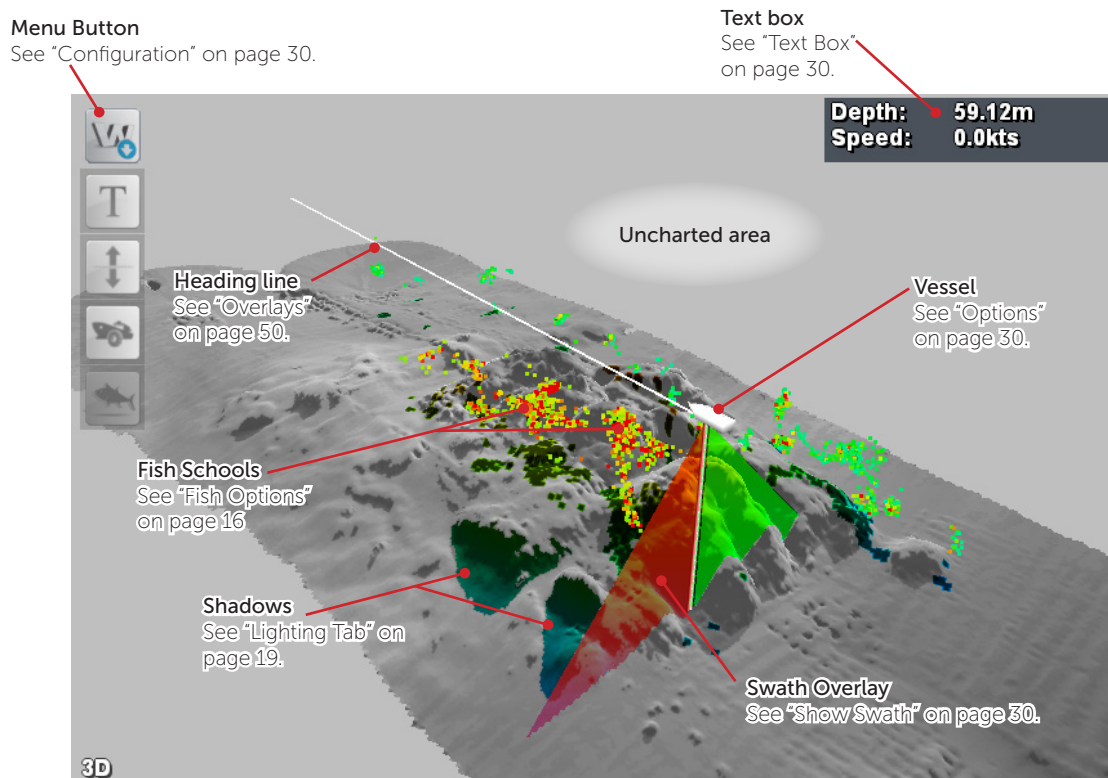 Menu Button
See "Configuration" on page 30.
Text box
See "Text Box"
on page 30.
Depth: 59.12m
Speed: 0.0kts
T
Uncharted area
Heading line
See "Overlays"
on page 50.
Vessel
See "Options"
on page 30.
Fish Schools
See "Fish Options"
on page 16
Shadows
See "Lighting Tab" on
page 19.
Swath Overlay
See "Show Swath" on page 30.
3D